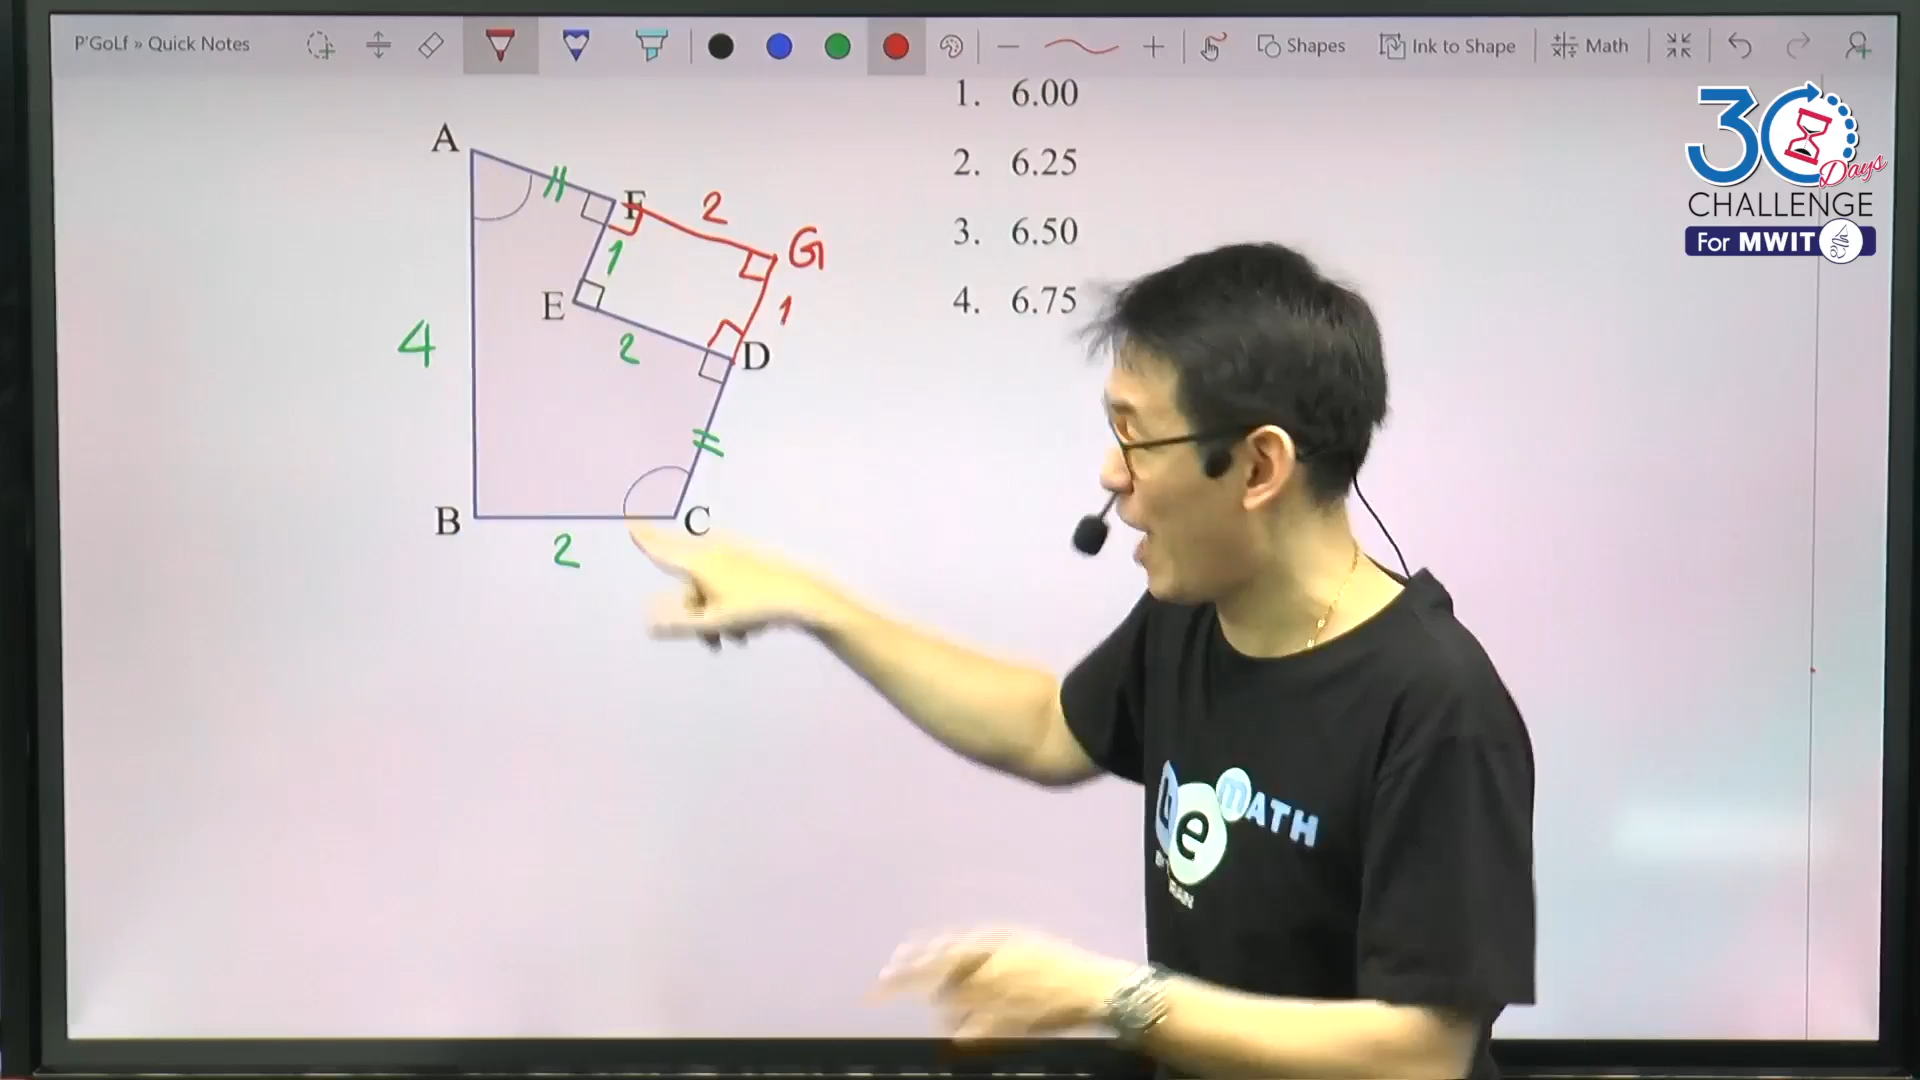 P'GoLf » Quick Notes
Shapes
Ink to Shape
Math
1. 6.00
2. 6.25
3. 6.50
4. 6.75
A
F
2
G
1
E
1
4
2
D
B
C
2
30
Days
CHALLENGE
For MWIT
e
mATH